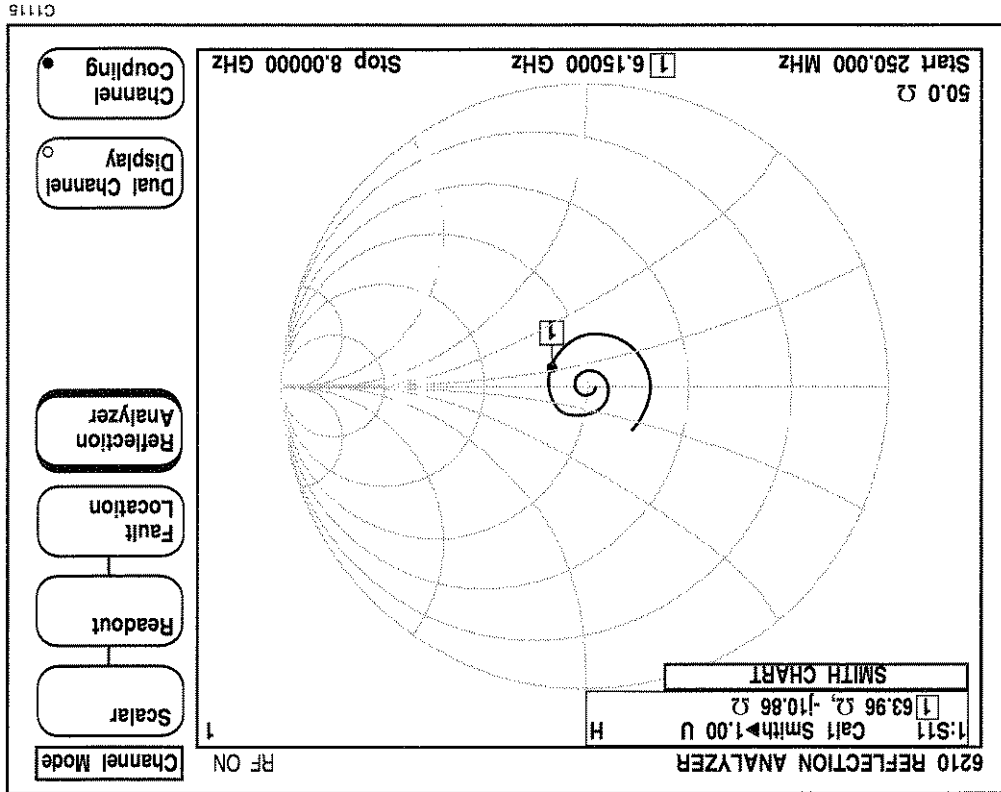 6210 REFLECTION ANALYZER
RF ON
Channel Mode
1:S11 Call Smith►1.00 U H
1
1 63.96 Ω, -j10.86 Ω
SMITH CHART
Scalar
Readout
Fault
Location
Reflection
Analyzer
1
Dual Channel
Display
Channel
Coupling
50.0 Ω
Start 250.000 MHz
1 6.15000 GHz
Stop 8.00000 GHz
C1115